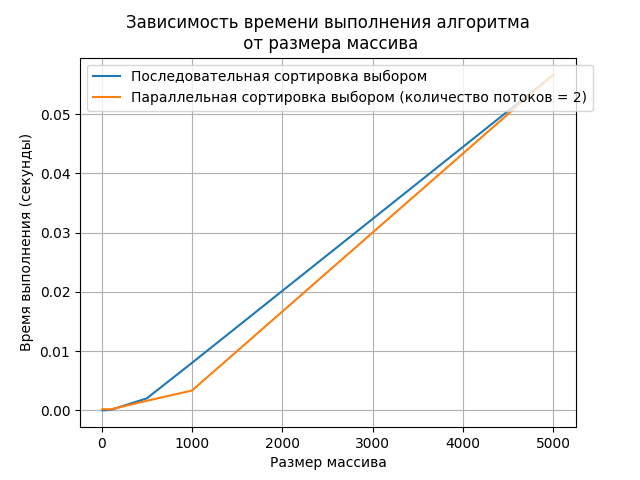 Зависимость времени выполнения алгоритма
от размера массива
Последовательная сортировка выбором
Параллельная сортировка выбором (количество потоков = 2)
Время выполнения (секунды)
0.05
0.04
0.03
0.02
0.01
0.00
0 1000 2000 3000 4000 5000
Размер массива